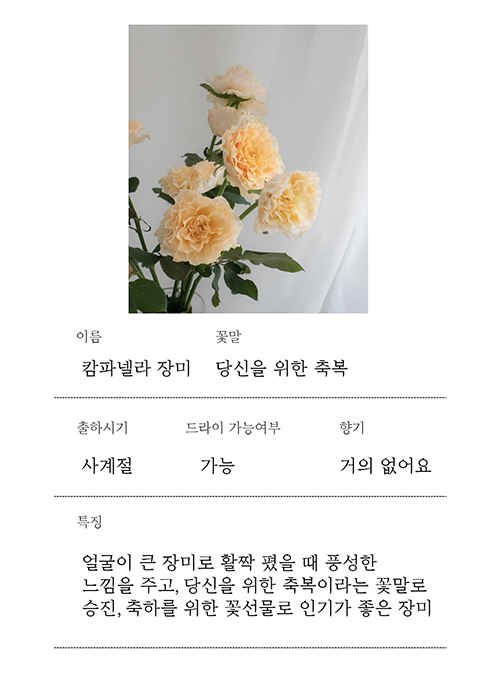 이름 꽃말
캄파넬라 장미 당신을 위한 축복
출하시기 드라이 가능여부 향기
사계절 가능 거의 없어요
특징
얼굴이 큰 장미로 활짝 폈을 때 풍성한
느낌을 주고, 당신을 위한 축복이라는 꽃말로
승진, 축하를 위한 꽃선물로 인기가 좋은 장미